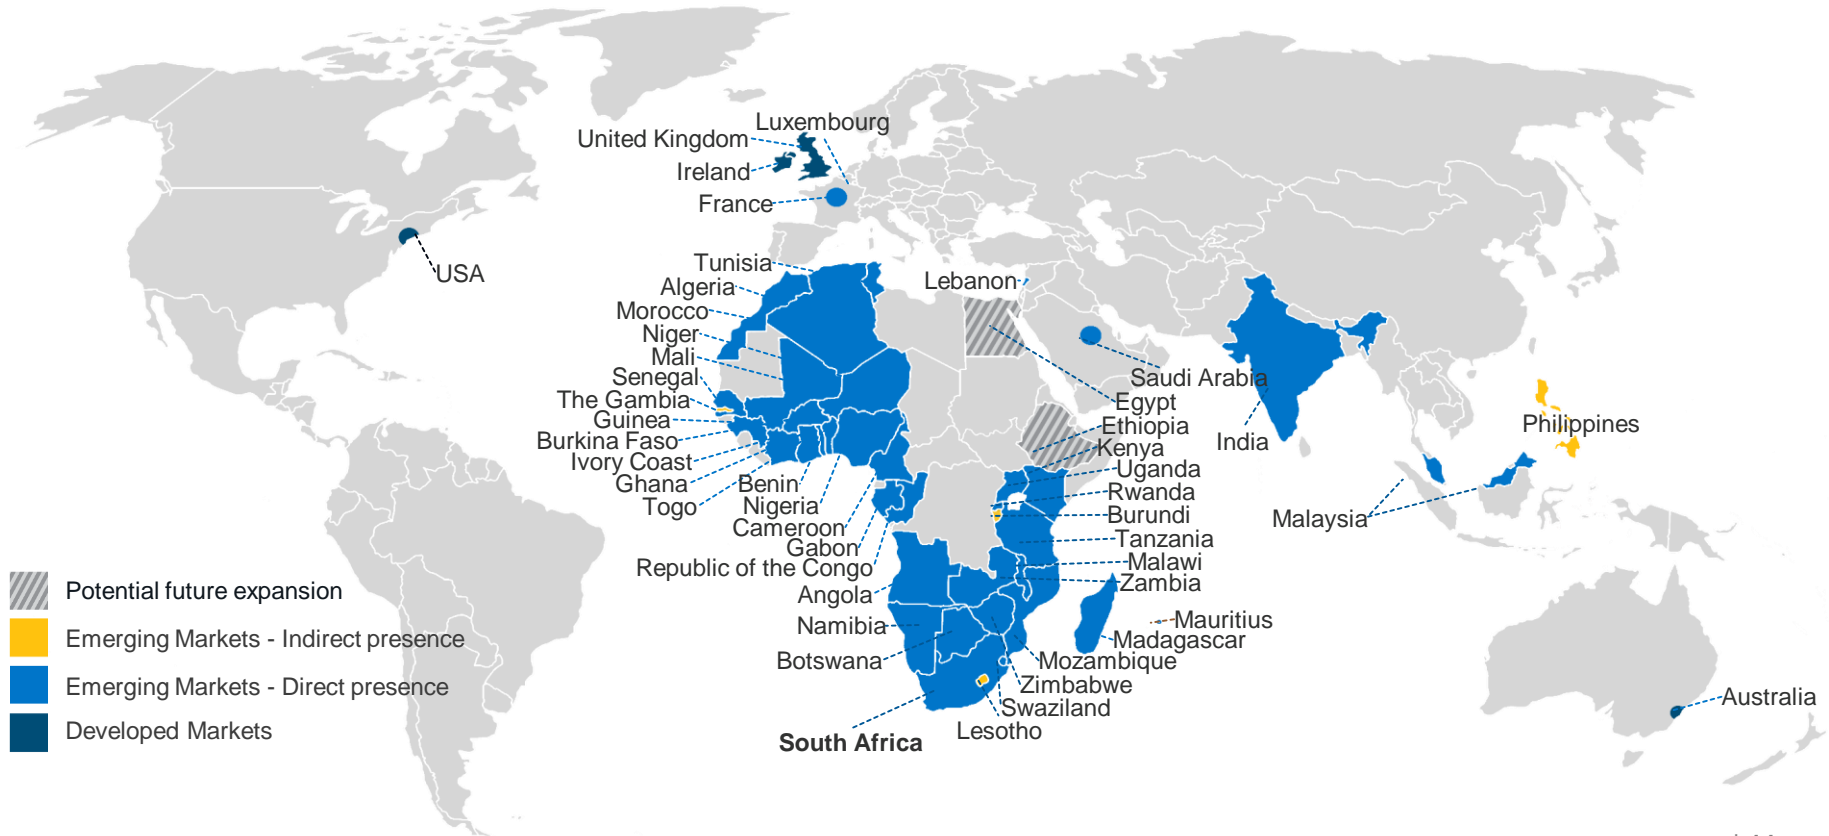 Luxembourg
United Kingdom
Ireland
France
USA
Tunisia
Algeria
Morocco
Niger
Mali
Senegal
The Gambia
Guinea
Burkina Faso
Ivory Coast
Ghana
Togo
Benin
Nigeria
Cameroon
Gabon
Republic of the Congo
Angola
Namibia
Botswana
South Africa
Lebanon
Saudi Arabia
Egypt
Ethiopia
Kenya
Uganda
Rwanda
Burundi
Tanzania
Malawi
Zambia
Mauritius
Madagascar
Mozambique
Zimbabwe
Swaziland
Lesotho
India
Philippines
Malaysia
Australia
Potential future expansion
Emerging Markets - Indirect presence
Emerging Markets - Direct presence
Developed Markets